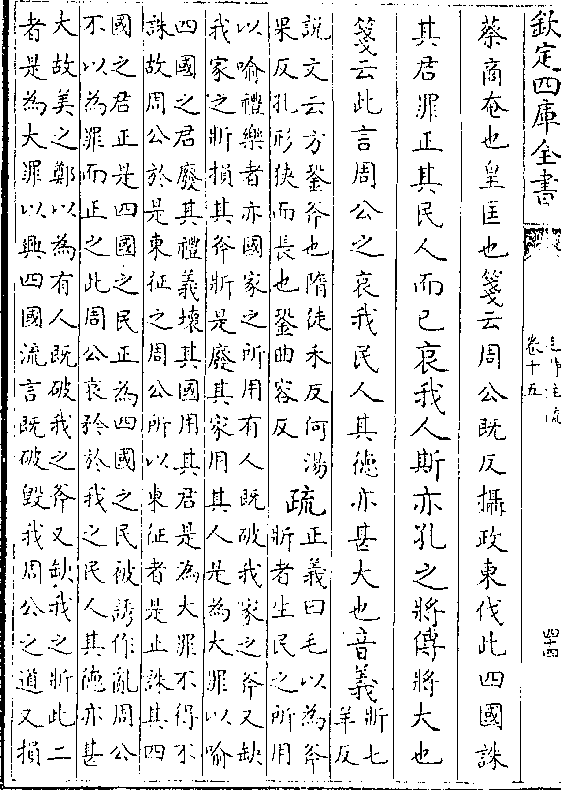 欽定四庫全書
卷十五
四十四
蔡商奄也皇匡也箋云周公既反攝政東伐此四國誅
其君罪正其民人而已哀我人斯亦孔之將傳將大也
箋云此言周公之哀我民人其德亦甚大也音義斨七
羊反
說文云方銎斧也隋徒禾反何湯
果反孔形狹而長也銎曲容反
疏
正義曰毛以為斧
斨者生民之所用
以喻禮樂者亦國家之所用有人既破我家之斧又缺
我家之斨損其斧斨是廢其家用其人是為大罪以喻
四國之君廢其禮義壞其國用其君是為大罪不得不
誅故周公於是東征之周公所以東征者是止誅其四
國之君正是四國之民正為四國之民被誘作亂周公
不以為罪而正之此周公哀矜於我之民人其德亦甚
大故美之鄭以為有人既破我之斧又缺我之斨此二
者是為大罪以興四國流言既破毀我周公之道又損